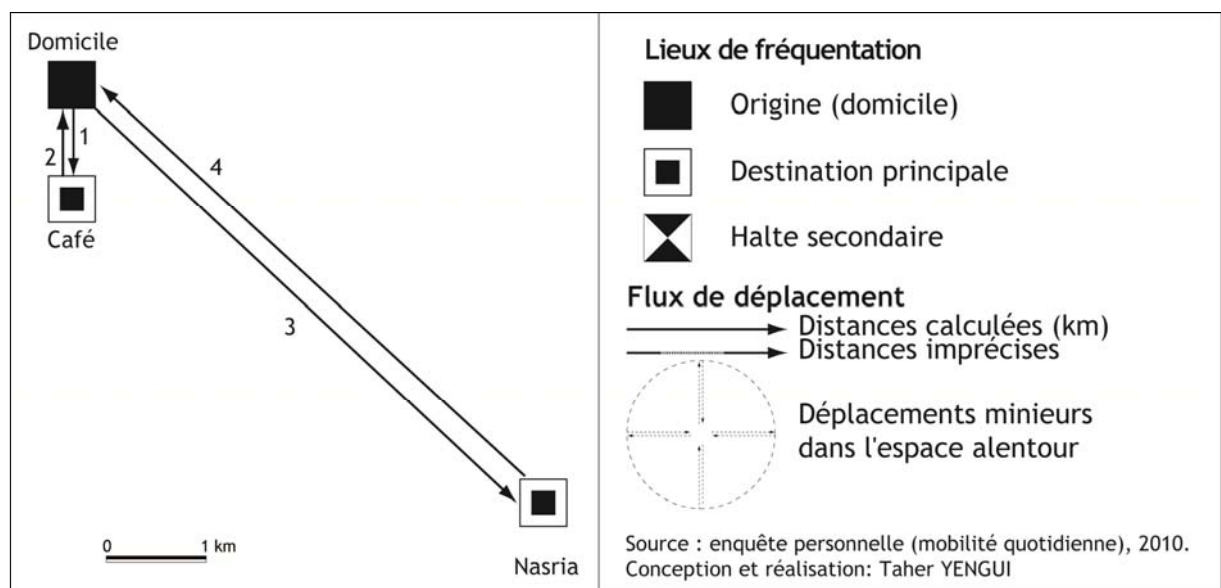 Domicile
1
2
Café
4
3
Nasria
0 1 km
Lieux de fréquentation
Origine (domicile)
Destination principale
Halte secondaire
Flux de déplacement
Distances calculées (km)
Distances imprécises
Déplacements minieurs
dans l'espace alentour
Source : enquête personnelle (mobilité quotidienne), 2010.
Conception et réalisation: Taher YENGUI